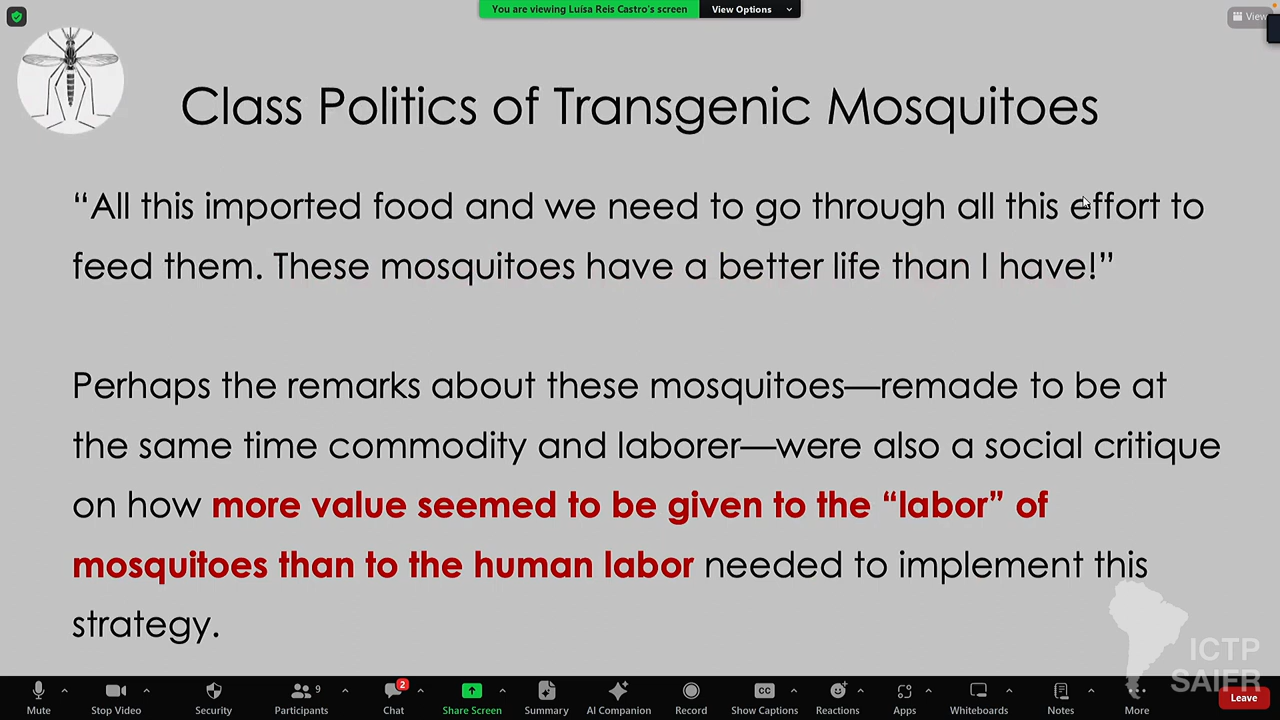 You are viewing Luísa Reis Castro's screen
View Options
View
Class Politics of Transgenic Mosquitoes
“All this imported food and we need to go through all this effort to
feed them. These mosquitoes have a better life than I have!”
Perhaps the remarks about these mosquitoes—remade to be at
the same time commodity and laborer—were also a social critique
on how more value seemed to be given to the “labor” of
mosquitoes than to the human labor needed to implement this
strategy.
ICTP
SAIFR
Mute
Stop Video
Security
9
Participants
2
Chat
Share Screen
Summary
AI Companion
Record
CC
Show Captions
Reactions
Apps
Whiteboards
Notes
More
Leave